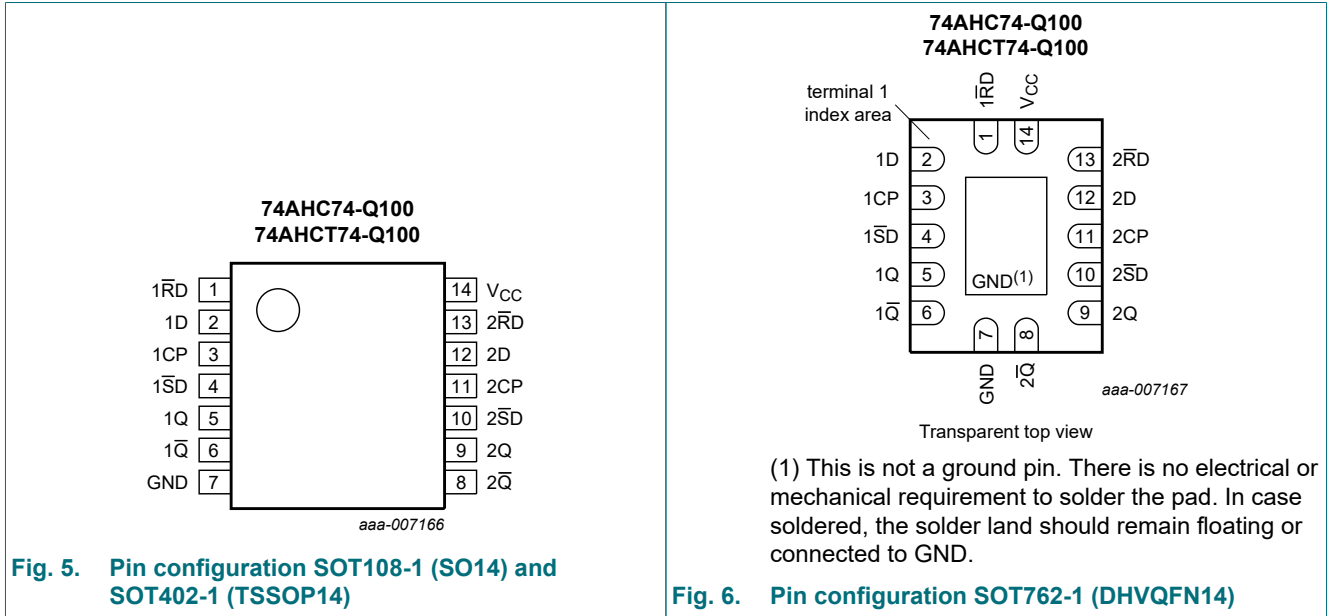 74AHC74-Q100
74AHCT74-Q100
1R̅D 1
1D 2
1CP 3
1S̅D 4
1Q 5
1Q̅ 6
GND 7
14 VCC
13 2R̅D
12 2D
11 2CP
10 2S̅D
9 2Q
8 2Q̅
aaa-007166
Fig. 5. Pin configuration SOT108-1 (SO14) and
SOT402-1 (TSSOP14)
74AHC74-Q100
74AHCT74-Q100
terminal 1
index area
1R̅D
VCC
1
14
1D 2
1CP 3
1S̅D 4
1Q 5
1Q̅ 6
13 2R̅D
12 2D
11 2CP
10 2S̅D
9 2Q
GND(1)
7
8
GND
2Q̅
aaa-007167
Transparent top view
(1) This is not a ground pin. There is no electrical or
mechanical requirement to solder the pad. In case
soldered, the solder land should remain floating or
connected to GND.
Fig. 6. Pin configuration SOT762-1 (DHVQFN14)